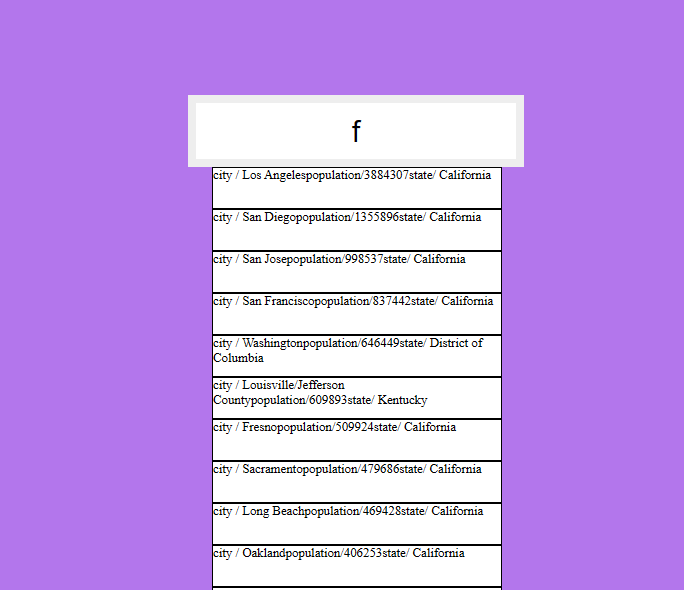 f
city / Los Angelespopulation/3884307state/ California
city / San Diegopopulation/1355896state/ California
city / San Josepopulation/998537state/ California
city / San Franciscopopulation/837442state/ California
city / Washingtonpopulation/646449state/ District of
Columbia
city / Louisville/Jefferson
Countypopulation/609893state/ Kentucky
city / Fresnopopulation/509924state/ California
city / Sacramentopopulation/479686state/ California
city / Long Beachpopulation/469428state/ California
city / Oaklandpopulation/406253state/ California